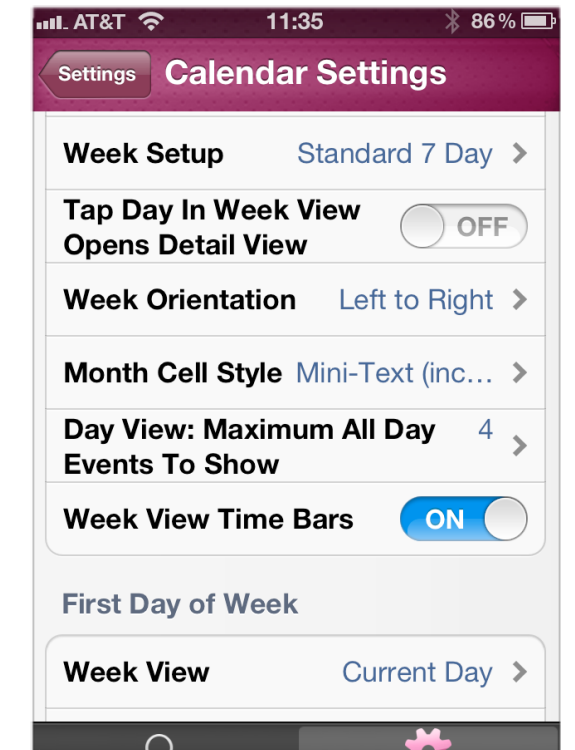 AT&T 11:35 86%
Settings Calendar Settings
Week Setup Standard 7 Day
Tap Day In Week View
Opens Detail View OFF
Week Orientation Left to Right
Month Cell Style Mini-Text (inc...
Day View: Maximum All Day 4
Events To Show
Week View Time Bars ON
First Day of Week
Week View Current Day